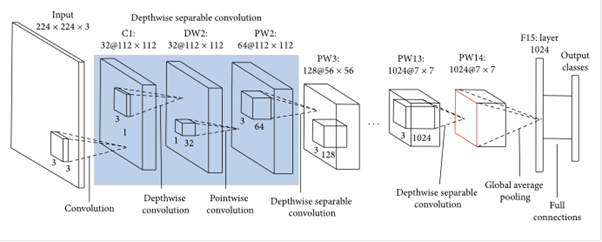 Input
224 × 224 × 3
Depthwise separable convolution
C1:
32@112 × 112
DW2:
32@112 × 112
PW2:
64@112 × 112
PW3:
128@56 × 56
PW13:
1024@7 × 7
PW14:
1024@7 × 7
F15: layer
1024
Output
classes
3
3
3
1
1
32
64
3
128
...
3
1024
Convolution
Depthwise
convolution
Pointwise
convolution
Depthwise separable
convolution
Depthwise separable
convolution
Global average
pooling
Full
connections